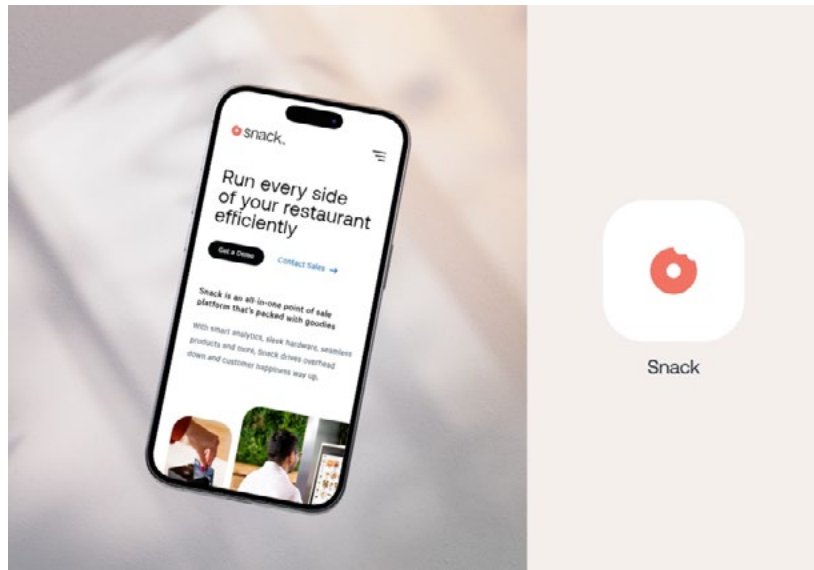 snack.
Run every side
of your restaurant
efficiently
Get a Demo
Contact Sales →
Snack is an all-in-one point of sale
platform that's packed with goodies
With smart analytics, sleek hardware, seamless
products and more, Snack drives overhead
down and customer happiness way up.
Snack